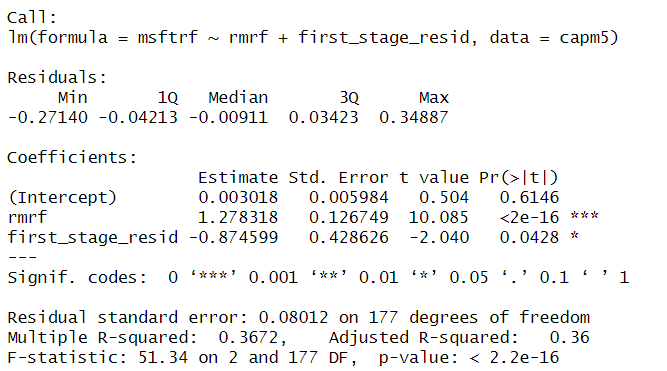 Call:
lm(formula = msftrf ~ rmrf + first_stage_resid, data = capm5)
Residuals:
Min 1Q Median 3Q Max
-0.27140 -0.04213 -0.00911 0.03423 0.34887
Coefficients:
Estimate Std. Error t value Pr(>|t|)
(Intercept) 0.003018 0.005984 0.504 0.6146
rmrf 1.278318 0.126749 10.085 <2e-16 ***
first_stage_resid -0.874599 0.428626 -2.040 0.0428 *
---
Signif. codes: 0 ‘***’ 0.001 ‘**’ 0.01 ‘*’ 0.05 ‘.’ 0.1 ‘ ’ 1
Residual standard error: 0.08012 on 177 degrees of freedom
Multiple R-squared: 0.3672, Adjusted R-squared: 0.36
F-statistic: 51.34 on 2 and 177 DF, p-value: < 2.2e-16